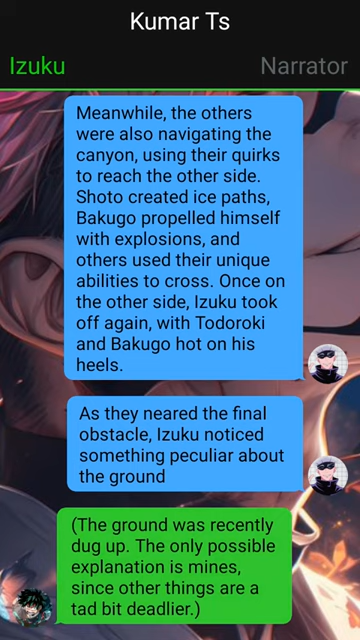 Kumar Ts
Izuku
Narrator
Meanwhile, the others
were also navigating the
canyon, using their quirks
to reach the other side.
Shoto created ice paths,
Bakugo propelled himself
with explosions, and
others used their unique
abilities to cross. Once on
the other side, Izuku took
off again, with Todoroki
and Bakugo hot on his
heels.
As they neared the final
obstacle, Izuku noticed
something peculiar about
the ground
(The ground was recently
dug up. The only possible
explanation is mines,
since other things are a
tad bit deadlier.)